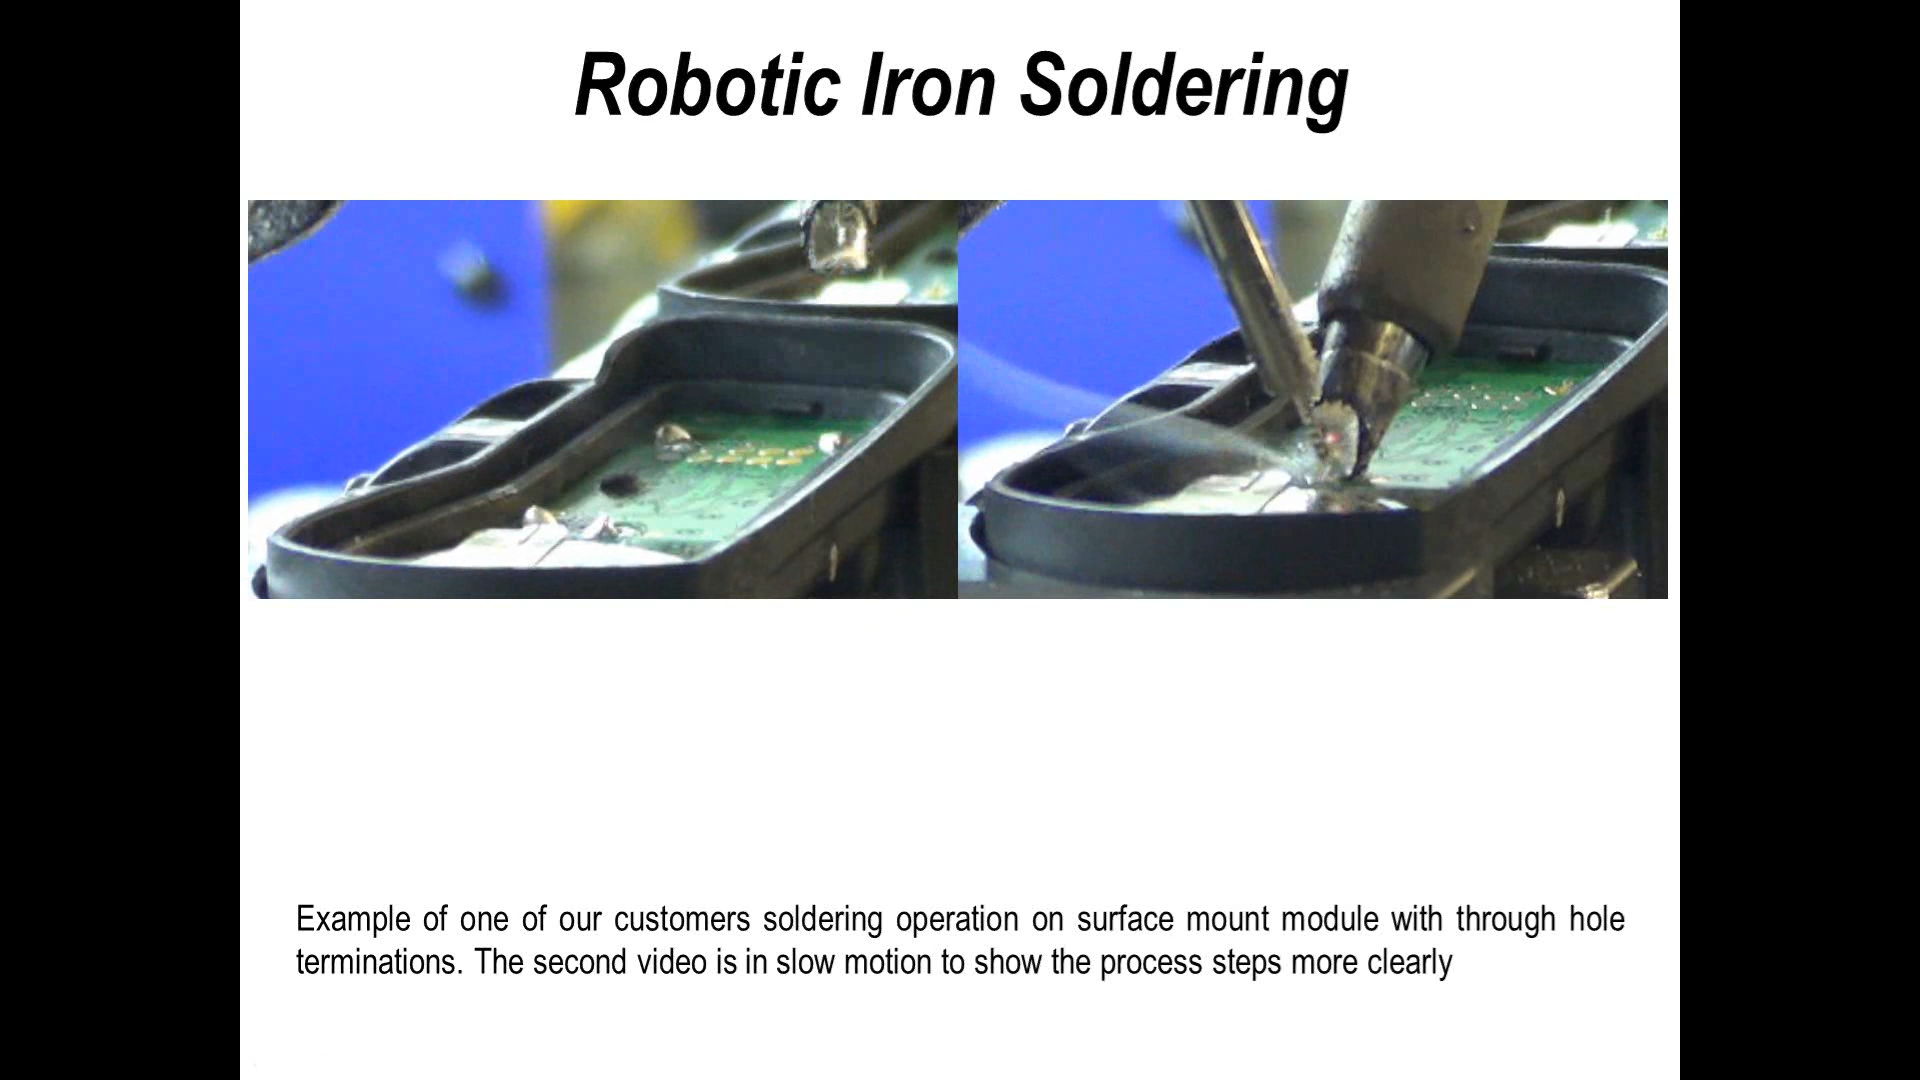 Robotic Iron Soldering
Example of one of our customers soldering operation on surface mount module with through hole
terminations. The second video is in slow motion to show the process steps more clearly